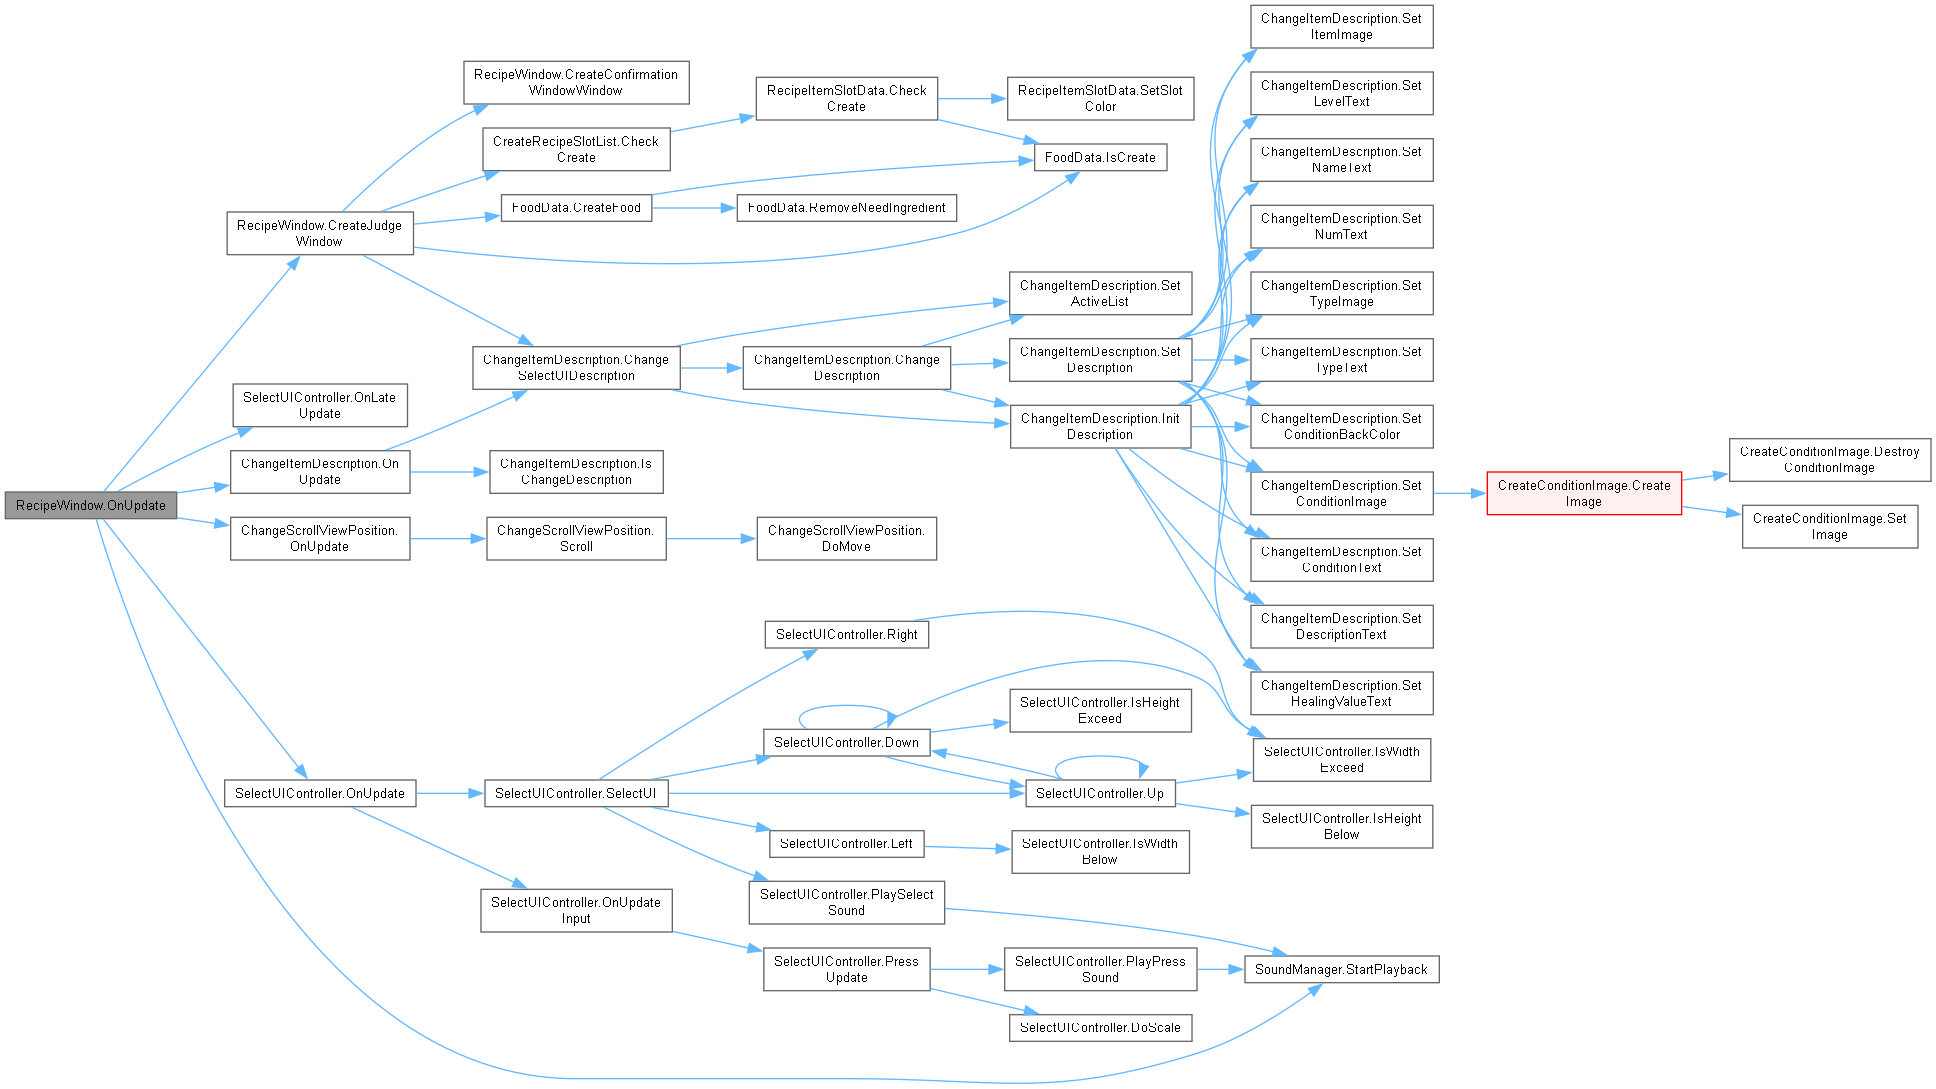 RecipeWindow.OnUpdate
RecipeWindow.CreateJudge
Window
SelectUIController.OnLate
Update
ChangeItemDescription.On
Update
ChangeScrollViewPosition.
OnUpdate
SelectUIController.OnUpdate
RecipeWindow.CreateConfirmation
WindowWindow
CreateRecipeSlotList.Check
Create
FoodData.CreateFood
ChangeItemDescription.Change
SelectUIDescription
ChangeItemDescription.Is
ChangeDescription
ChangeScrollViewPosition.
Scroll
SelectUIController.SelectUI
SelectUIController.OnUpdate
Input
RecipeItemSlotData.Check
Create
FoodData.RemoveNeedIngredient
ChangeItemDescription.Change
Description
ChangeScrollViewPosition.
DoMove
SelectUIController.Right
SelectUIController.Down
SelectUIController.Left
SelectUIController.PlaySelect
Sound
SelectUIController.Press
Update
RecipeItemSlotData.SetSlot
Color
FoodData.IsCreate
ChangeItemDescription.Set
ActiveList
ChangeItemDescription.Set
Description
ChangeItemDescription.Init
Description
SelectUIController.IsHeight
Exceed
SelectUIController.Up
SelectUIController.IsWidth
Below
SelectUIController.PlayPress
Sound
SelectUIController.DoScale
ChangeItemDescription.Set
ItemImage
ChangeItemDescription.Set
LevelText
ChangeItemDescription.Set
NameText
ChangeItemDescription.Set
NumText
ChangeItemDescription.Set
TypeImage
ChangeItemDescription.Set
TypeText
ChangeItemDescription.Set
ConditionBackColor
ChangeItemDescription.Set
ConditionImage
ChangeItemDescription.Set
ConditionText
ChangeItemDescription.Set
DescriptionText
ChangeItemDescription.Set
HealingValueText
SelectUIController.IsWidth
Exceed
SelectUIController.IsHeight
Below
SoundManager.StartPlayback
CreateConditionImage.Create
Image
CreateConditionImage.Destroy
ConditionImage
CreateConditionImage.Set
Image